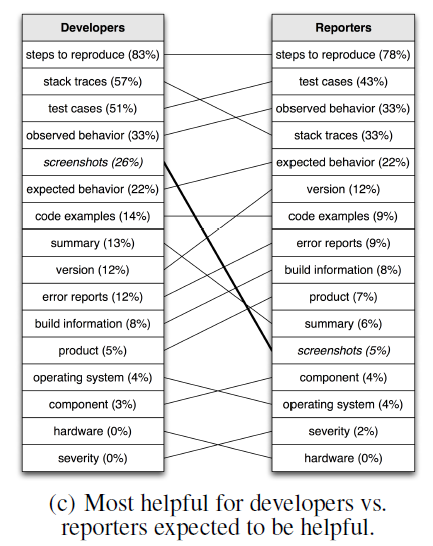 Developers
Reporters
steps to reproduce (83%)
steps to reproduce (78%)
stack traces (57%)
test cases (43%)
test cases (51%)
observed behavior (33%)
observed behavior (33%)
stack traces (33%)
screenshots (26%)
expected behavior (22%)
expected behavior (22%)
version (12%)
code examples (14%)
code examples (9%)
summary (13%)
error reports (9%)
version (12%)
build information (8%)
error reports (12%)
product (7%)
build information (8%)
summary (6%)
product (5%)
screenshots (5%)
operating system (4%)
component (4%)
component (3%)
operating system (4%)
hardware (0%)
severity (2%)
severity (0%)
hardware (0%)
(c) Most helpful for developers vs.
reporters expected to be helpful.